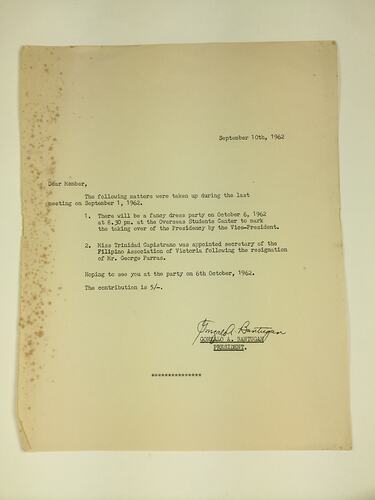 September 10th, 1962
Dear Member,
The following matters were taken up during the last
meeting on September 1, 1962.
1. There will be a fancy dress party on October 6, 1962
at 8.30 pm. at the Overseas Students Center to mark
the taking over of the Presidency by the Vice-President.
2. Miss Trinidad Capistrano was appointed secretary of the
Filipino Association of Victoria following the resignation
of Mr. George Parras.
Hoping to see you at the party on 6th October, 1962.
The contribution is 5/-.
Gonzalo A. Bantugan
GONZALO A. BANTUGAN
PRESIDENT.
***************